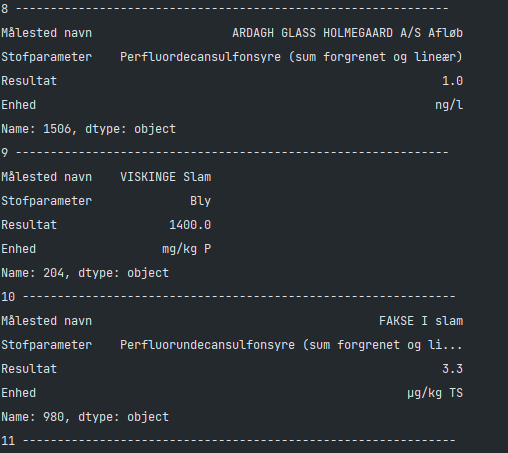 8 --------------------------------------------------------------
Målested navn ARDAGH GLASS HOLMEGAARD A/S Afløb
Stofparameter Perfluordecansulfonsyre (sum forgrenet og lineær)
Resultat 1.0
Enhed ng/l
Name: 1506, dtype: object
9 --------------------------------------------------------------
Målested navn VISKINGE Slam
Stofparameter Bly
Resultat 1400.0
Enhed mg/kg P
Name: 204, dtype: object
10 --------------------------------------------------------------
Målested navn FAKSE I slam
Stofparameter Perfluorundecansulfonsyre (sum forgrenet og li...
Resultat 3.3
Enhed µg/kg TS
Name: 980, dtype: object
11 --------------------------------------------------------------